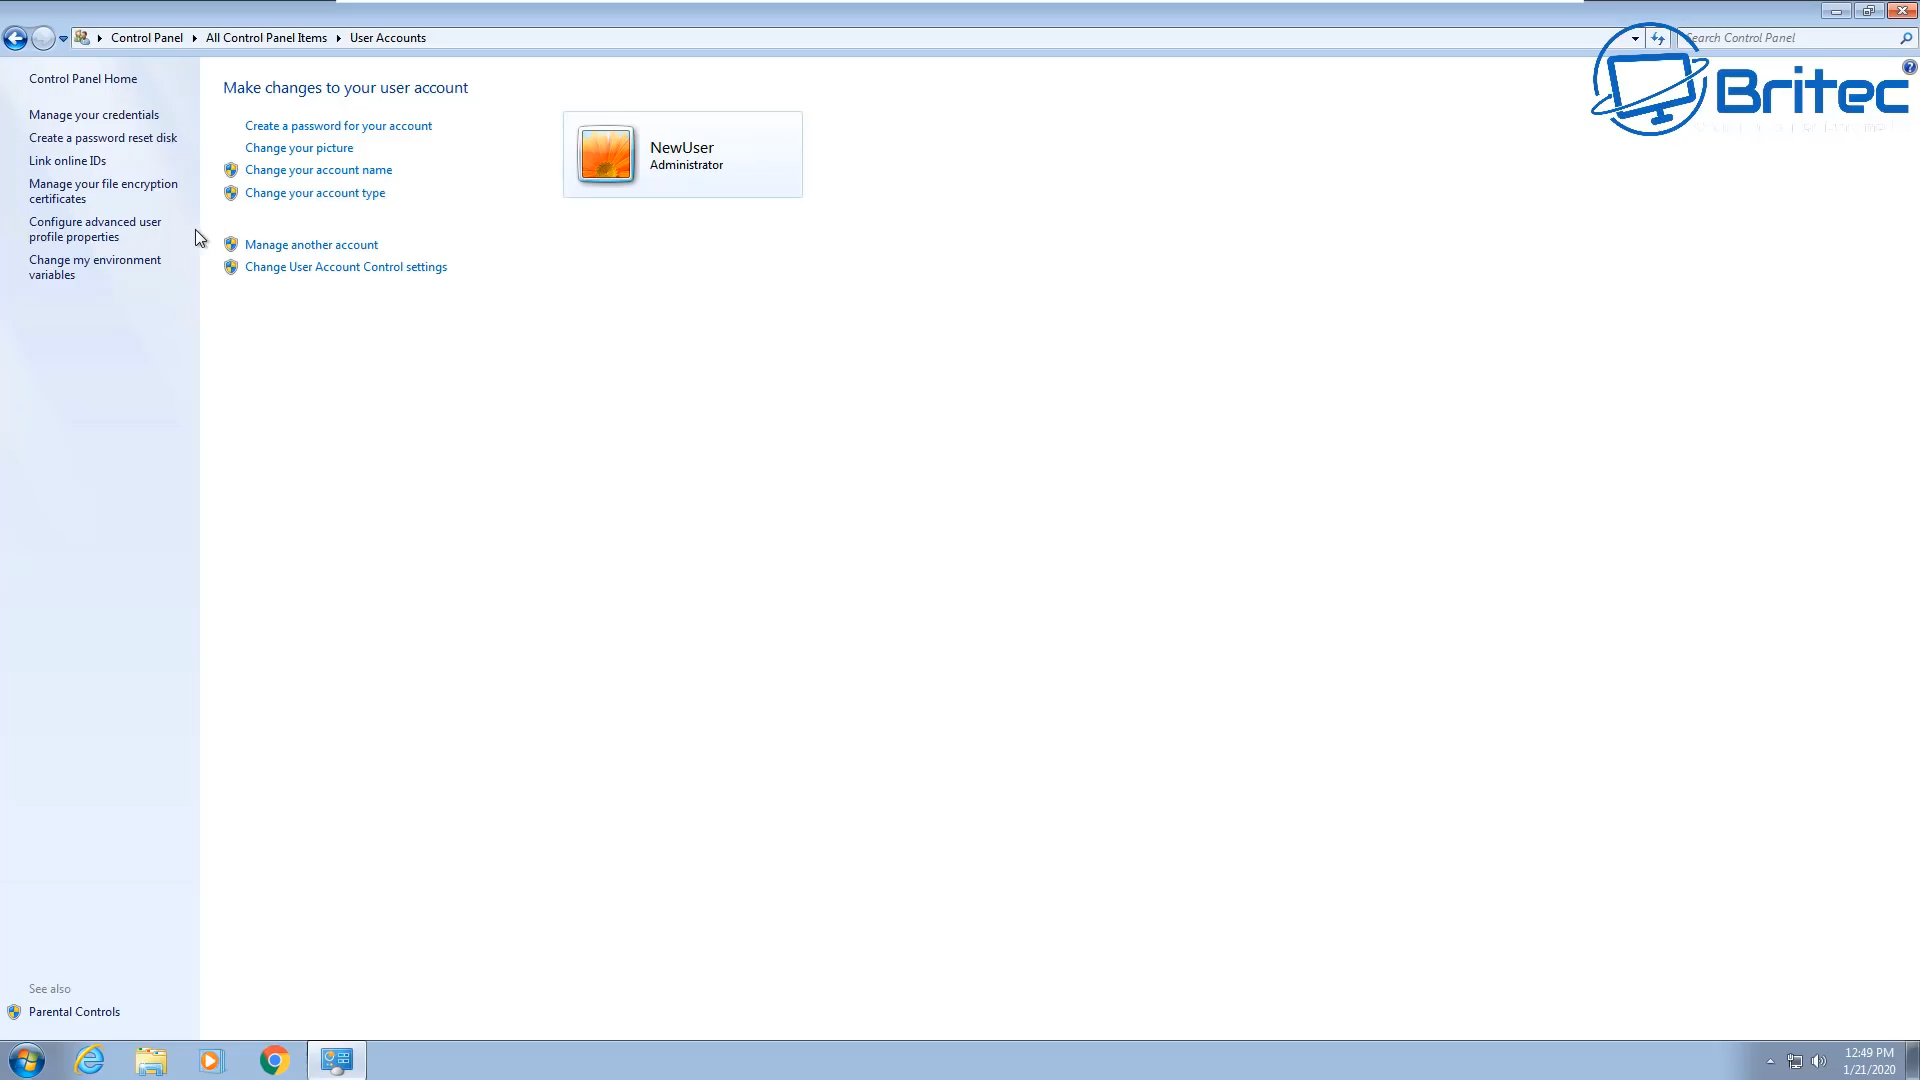 Control Panel
All Control Panel Items
User Accounts
Search Control Panel
Britec
Control Panel Home
Manage your credentials
Create a password reset disk
Link online IDs
Manage your file encryption
certificates
Configure advanced user
profile properties
Change my environment
variables
Make changes to your user account
Create a password for your account
Change your picture
Change your account name
Change your account type
Manage another account
Change User Account Control settings
NewUser
Administrator
See also
Parental Controls
12:49 PM
1/21/2020